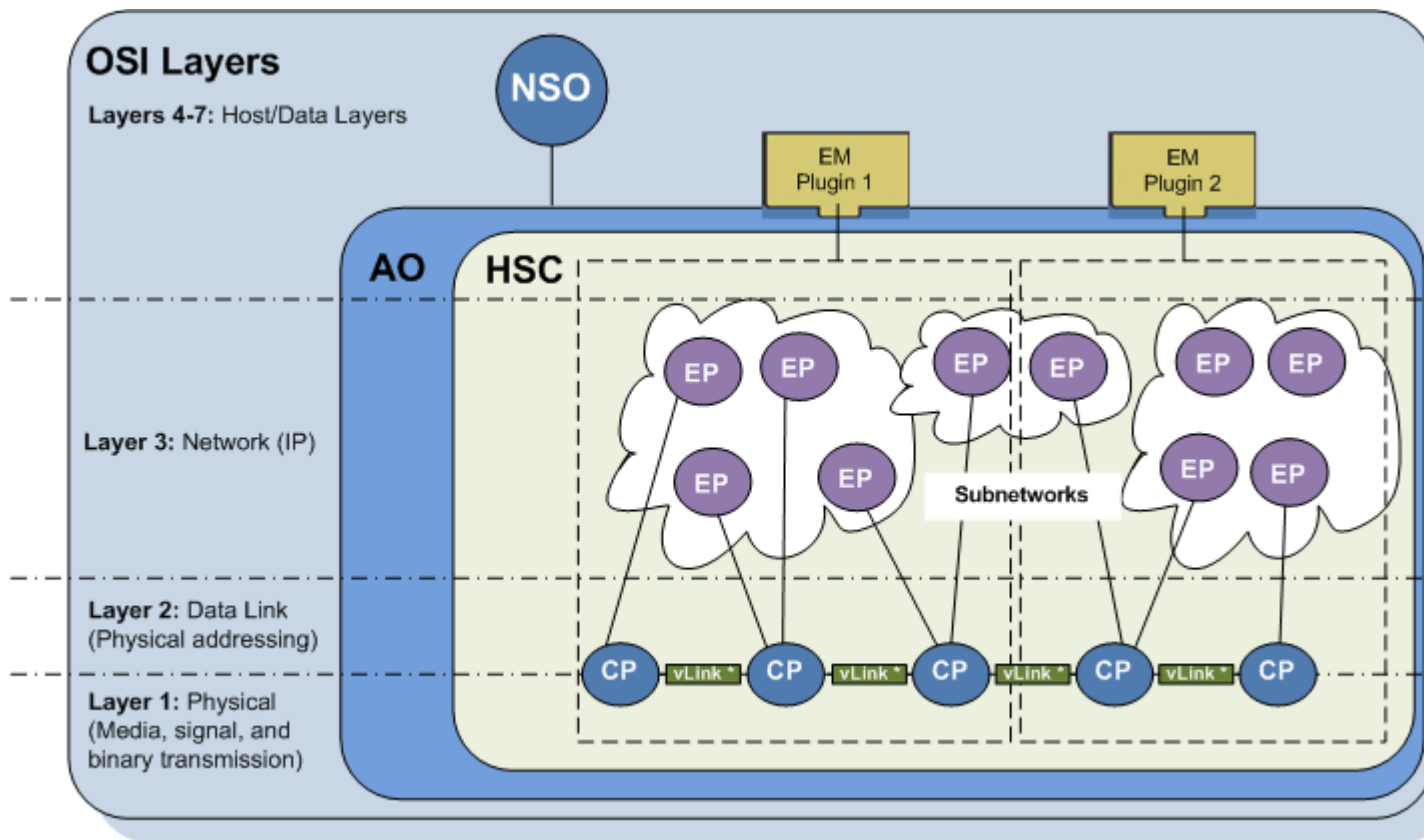 OSI Layers
Layers 4-7: Host/Data Layers
NSO
EM
Plugin 1
EM
Plugin 2
AO
HSC
EP
EP
EP
EP
EP
EP
Layer 3: Network (IP)
EP
EP
EP
EP
Subnetworks
Layer 2: Data Link
(Physical addressing)
CP
vLink *
CP
vLink *
CP
vLink *
CP
vLink *
CP
Layer 1: Physical
(Media, signal, and
binary transmission)